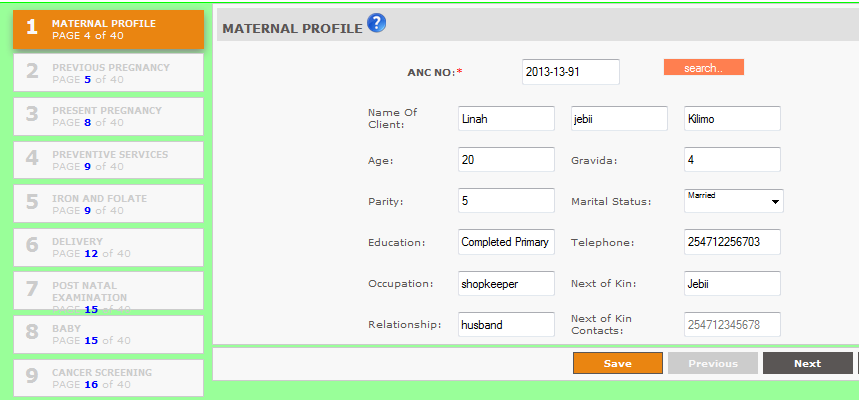 1 MATERNAL PROFILE
PAGE 4 of 40
2 PREVIOUS PREGNANCY
PAGE 5 of 40
3 PRESENT PREGNANCY
PAGE 8 of 40
4 PREVENTIVE SERVICES
PAGE 9 of 40
5 IRON AND FOLATE
PAGE 9 of 40
6 DELIVERY
PAGE 12 of 40
7 POST NATAL
EXAMINATION
PAGE 15 of 40
8 BABY
PAGE 15 of 40
9 CANCER SCREENING
PAGE 16 of 40
MATERNAL PROFILE ?
ANC NO:* 2013-13-91 search..
Name Of
Client: Linah jebii Kilimo
Age: 20 Gravida: 4
Parity: 5 Marital Status: Married
Education: Completed Primary Telephone: 254712256703
Occupation: shopkeeper Next of Kin: Jebii
Relationship: husband Next of Kin
Contacts: 254712345678
Save Previous Next